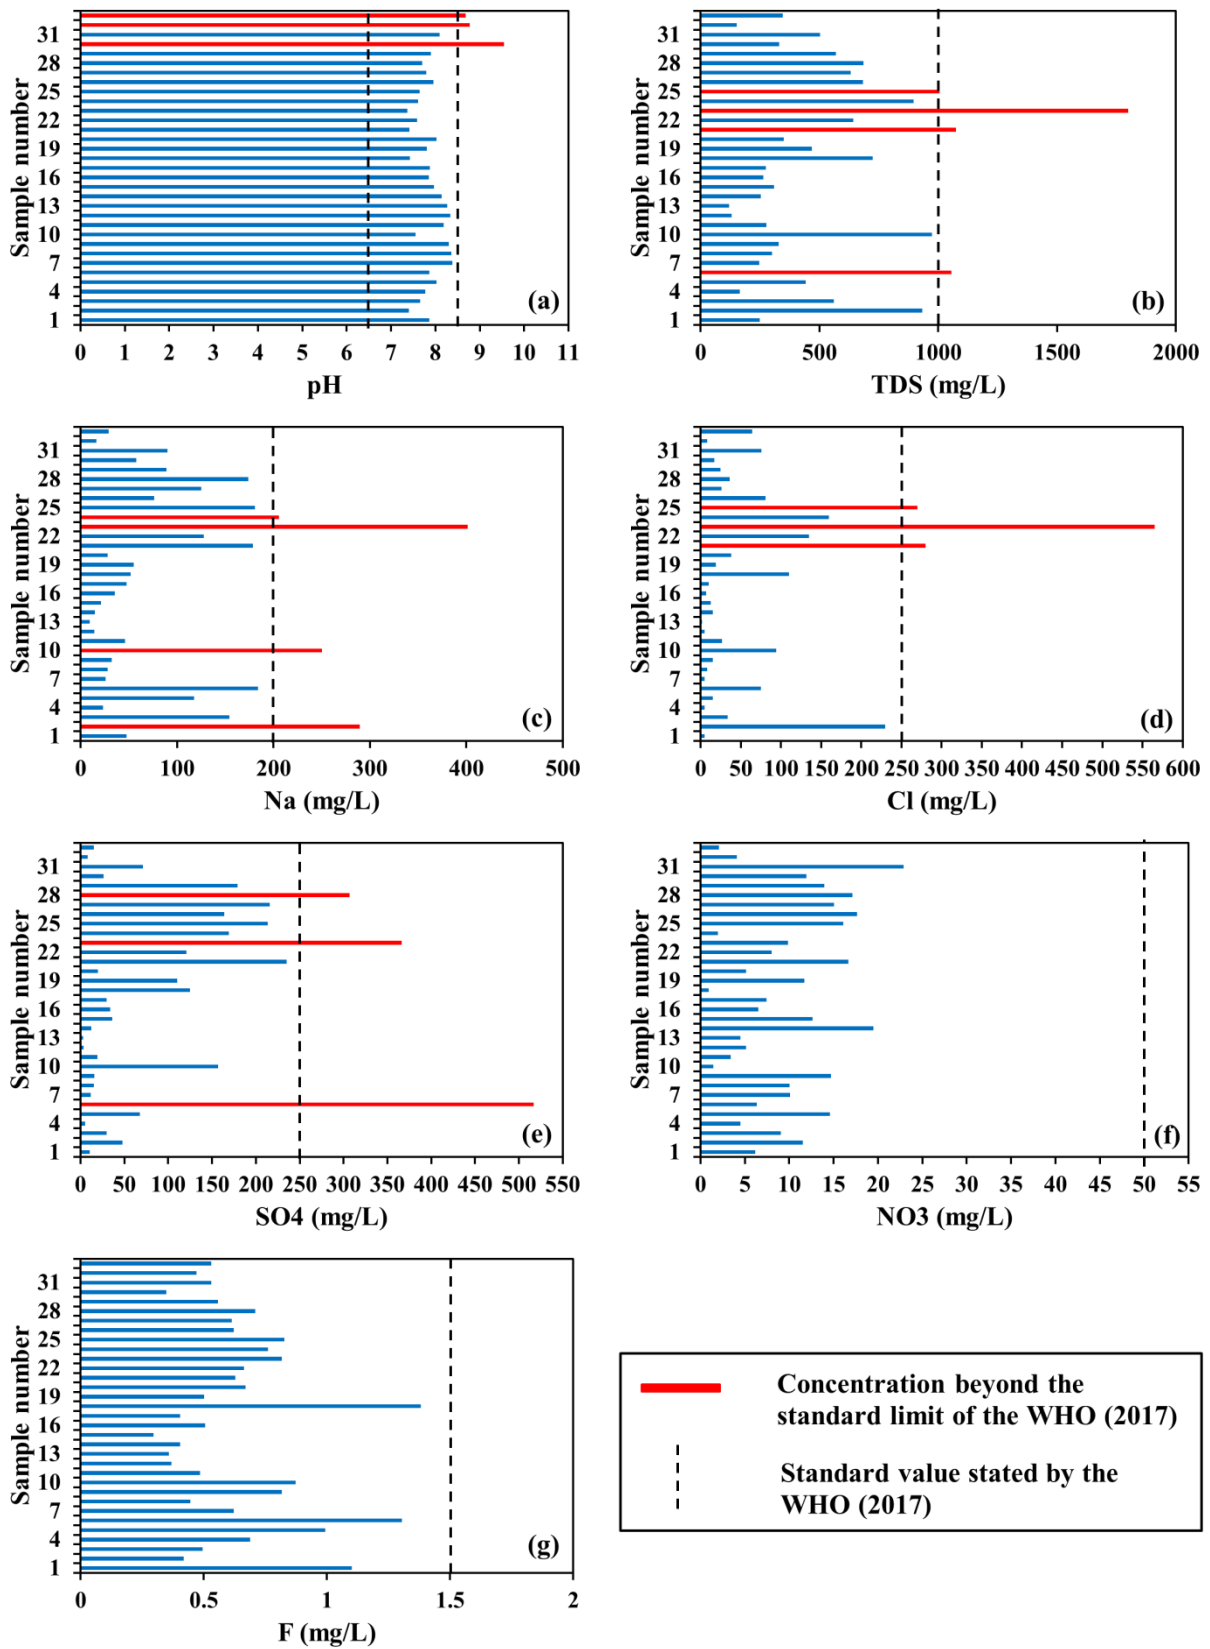 Sample number
31
28
25
22
19
16
13
10
7
4
1
(a)
0 1 2 3 4 5 6 7 8 9 10 11
pH
Sample number
31
28
25
22
19
16
13
10
7
4
1
(b)
0 500 1000 1500 2000
TDS (mg/L)
Sample number
31
28
25
22
19
16
13
10
7
4
1
(c)
0 100 200 300 400 500
Na (mg/L)
Sample number
31
28
25
22
19
16
13
10
7
4
1
(d)
0 50 100 150 200 250 300 350 400 450 500 550 600
Cl (mg/L)
Sample number
31
28
25
22
19
16
13
10
7
4
1
(e)
0 50 100 150 200 250 300 350 400 450 500 550
SO4 (mg/L)
Sample number
31
28
25
22
19
16
13
10
7
4
1
(f)
0 5 10 15 20 25 30 35 40 45 50 55
NO3 (mg/L)
Sample number
31
28
25
22
19
16
13
10
7
4
1
(g)
0 0.5 1 1.5 2
F (mg/L)
Concentration beyond the
standard limit of the WHO (2017)
Standard value stated by the
WHO (2017)